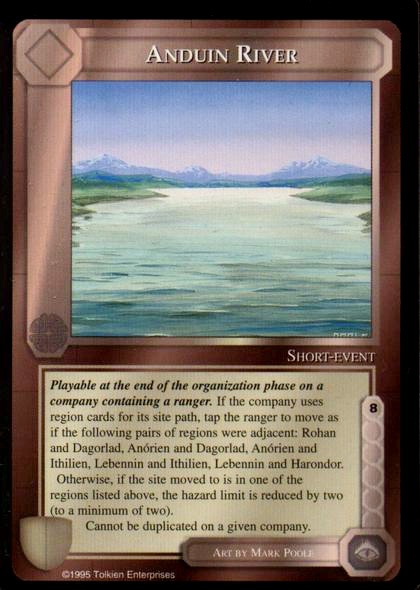 ANDUIN RIVER
SHORT-EVENT
Playable at the end of the organization phase on a
company containing a ranger. If the company uses
region cards for its site path, tap the ranger to move as
if the following pairs of regions were adjacent: Rohan
and Dagorlad, Anórien and Dagorlad, Anórien and
Ithilien, Lebennin and Ithilien, Lebennin and Harondor.
Otherwise, if the site moved to is in one of the
regions listed above, the hazard limit is reduced by two
(to a minimum of two).
Cannot be duplicated on a given company.
8
ART BY MARK POOLE
©1995 Tolkien Enterprises